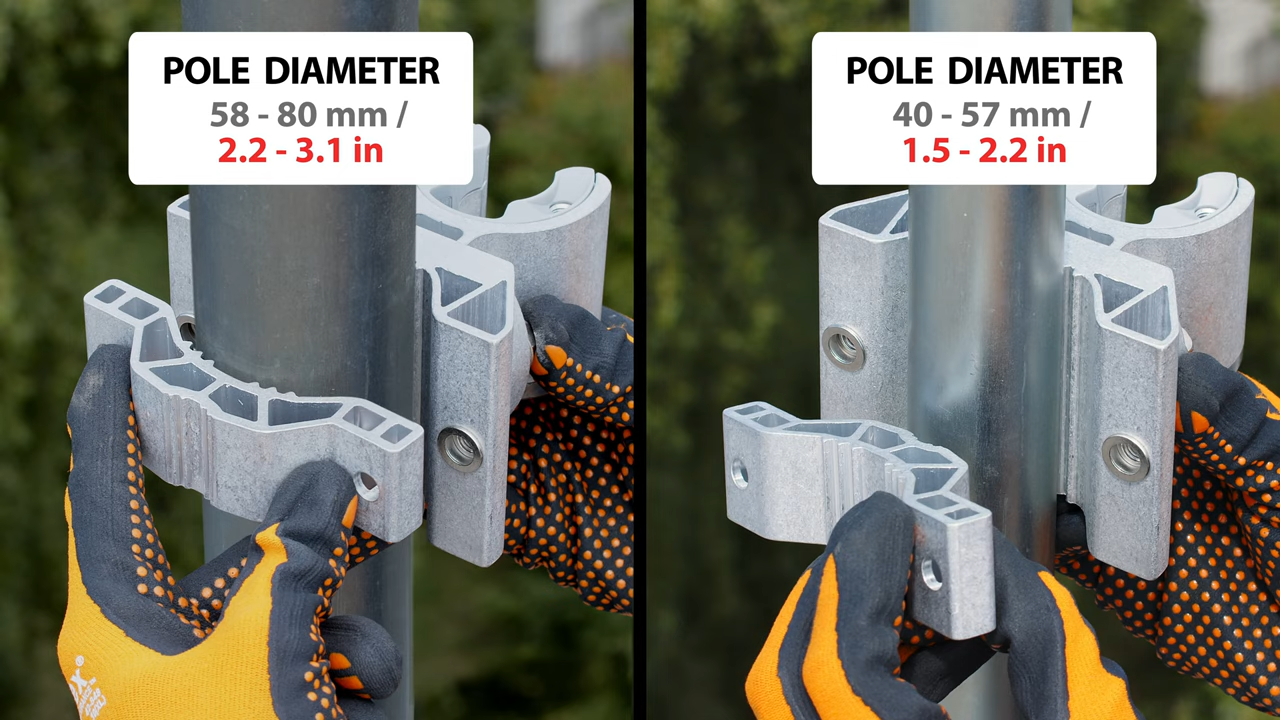 POLE DIAMETER
58 - 80 mm /
2.2 - 3.1 in
POLE DIAMETER
40 - 57 mm /
1.5 - 2.2 in